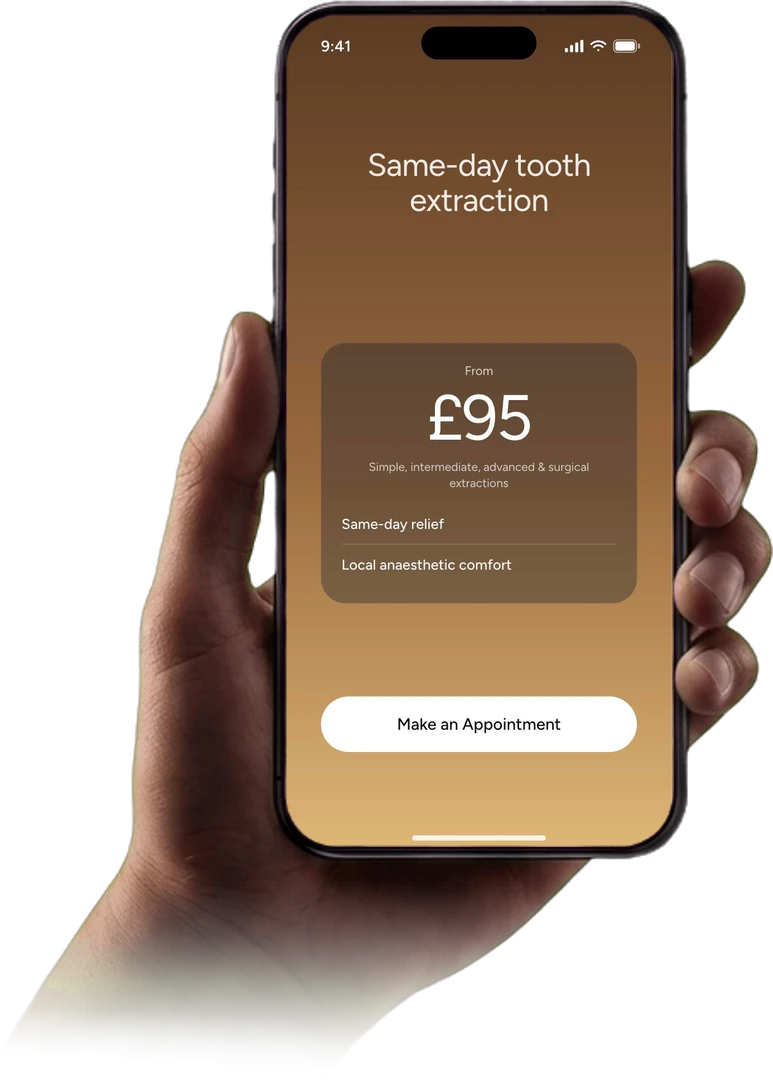 9:41
Same-day tooth
extraction
From
£95
Simple, intermediate, advanced & surgical
extractions
Same-day relief
Local anaesthetic comfort
Make an Appointment